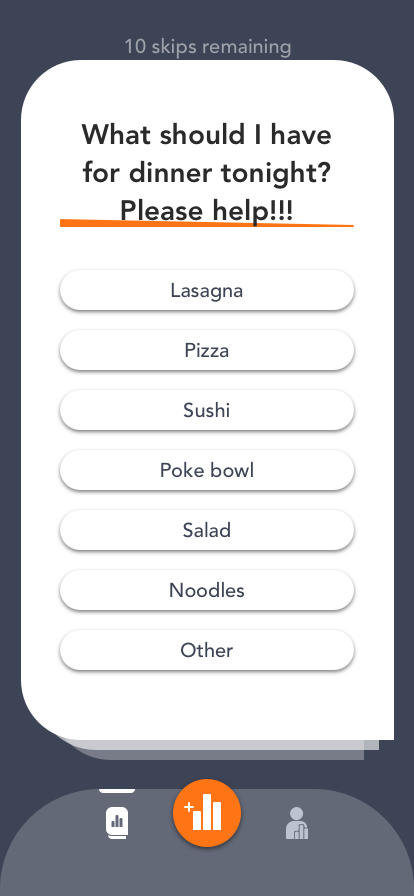 10 skips remaining
What should I have
for dinner tonight?
Please help!!!
Lasagna
Pizza
Sushi
Poke bowl
Salad
Noodles
Other